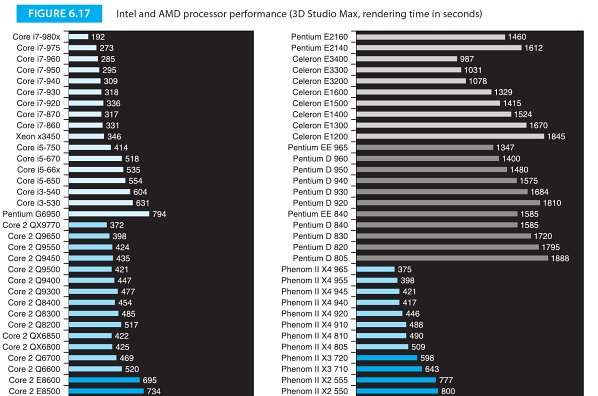 FIGURE 6.17 Intel and AMD processor performance (3D Studio Max, rendering time in seconds)
Core i7-980x 192
Core i7-975 273
Core i7-960 285
Core i7-950 295
Core i7-940 309
Core i7-930 318
Core i7-920 336
Core i7-870 317
Core i7-860 331
Xeon x3450 346
Core i5-750 414
Core i5-670 518
Core i5-66x 535
Core i5-650 554
Core i3-540 604
Core i3-530 631
Pentium G6950 794
Core 2 QX9770 372
Core 2 Q9650 398
Core 2 Q9550 424
Core 2 Q9450 435
Core 2 Q9500 421
Core 2 Q9400 447
Core 2 Q9300 477
Core 2 Q8400 454
Core 2 Q8300 485
Core 2 Q8200 517
Core 2 QX6850 422
Core 2 QX6800 425
Core 2 Q6700 469
Core 2 Q6600 520
Core 2 E8600 695
Core 2 E8500 734
Pentium E2160 1460
Pentium E2140 1612
Celeron E3400 987
Celeron E3300 1031
Celeron E3200 1078
Celeron E1600 1329
Celeron E1500 1415
Celeron E1400 1524
Celeron E1300 1670
Celeron E1200 1845
Pentium EE 965 1347
Pentium D 960 1400
Pentium D 950 1480
Pentium D 940 1575
Pentium D 930 1684
Pentium D 920 1810
Pentium EE 840 1585
Pentium D 840 1585
Pentium D 830 1720
Pentium D 820 1795
Pentium D 805 1888
Phenom II X4 965 375
Phenom II X4 955 398
Phenom II X4 945 421
Phenom II X4 940 417
Phenom II X4 920 446
Phenom II X4 910 488
Phenom II X4 810 490
Phenom II X4 805 509
Phenom II X3 720 598
Phenom II X3 710 643
Phenom II X2 555 777
Phenom II X2 550 800